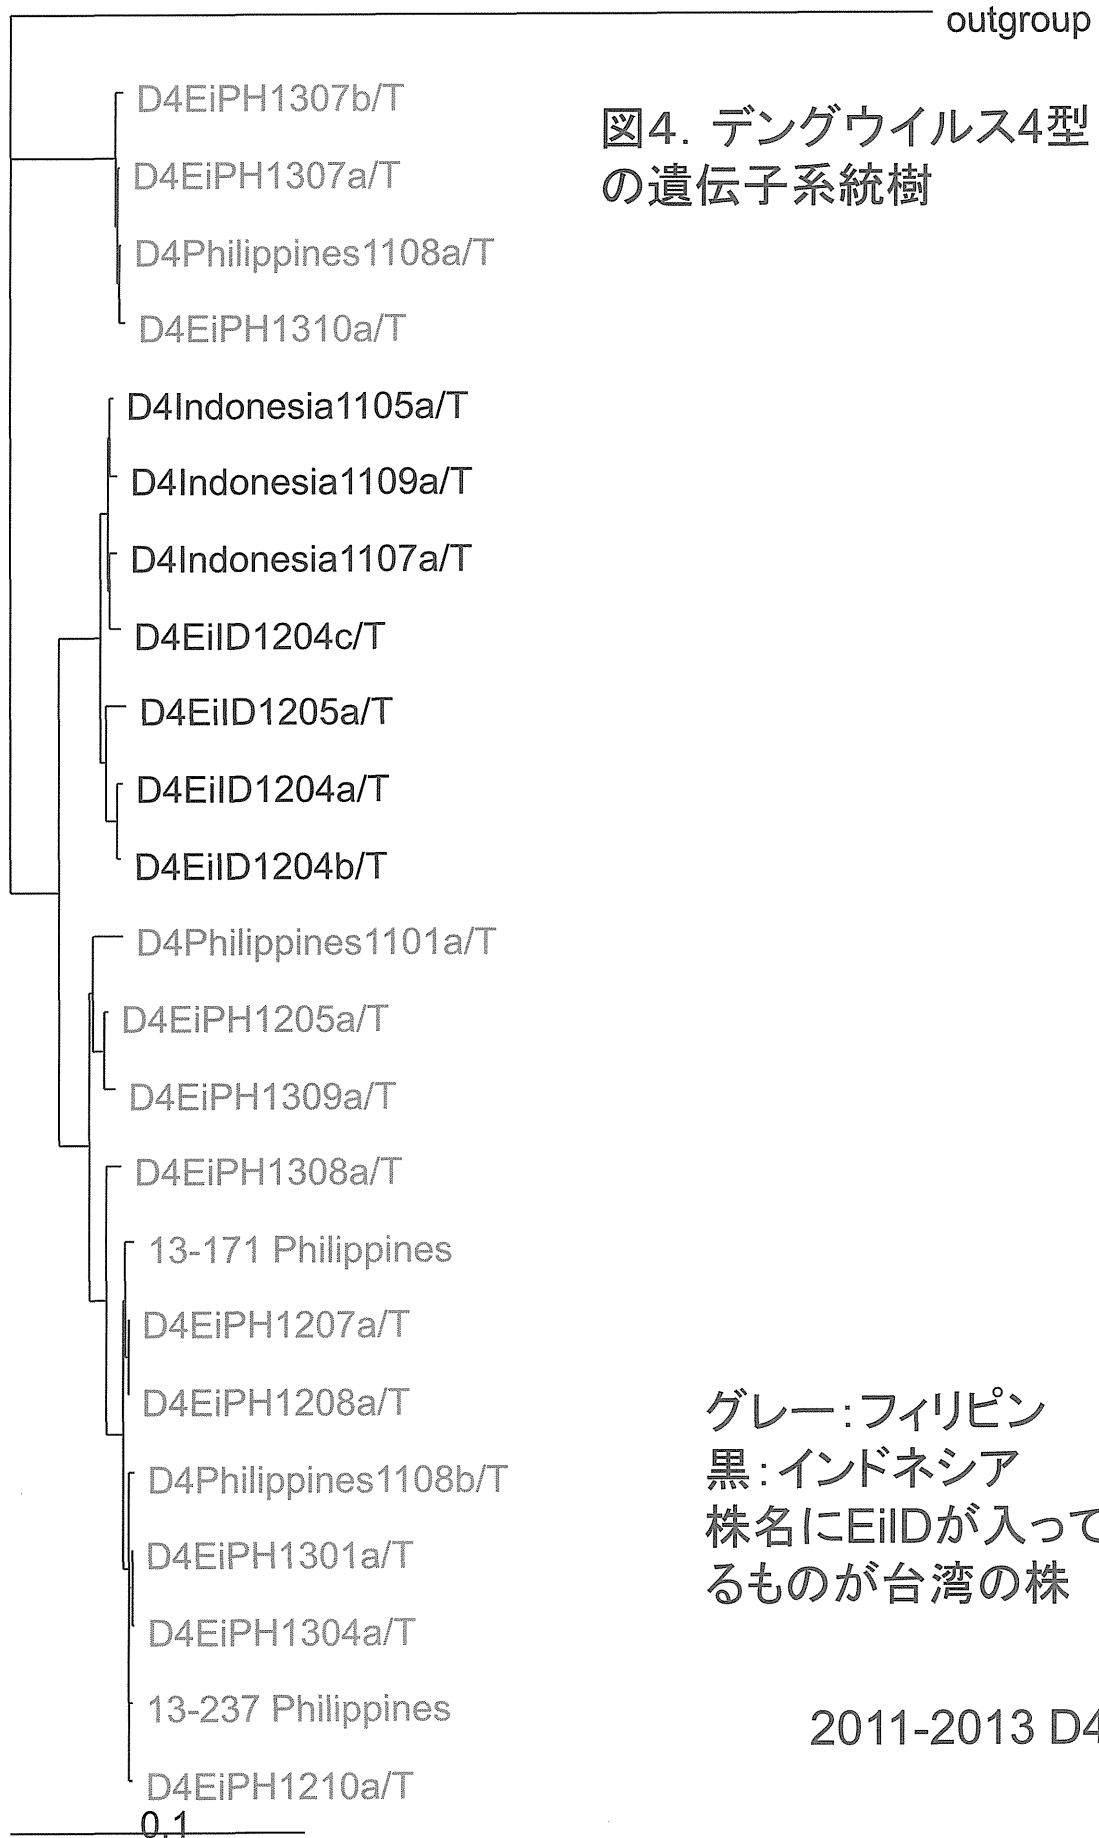 outgroup
D4EiPH1307b/T
図4. デングウイルス4型
の遺伝子系統樹
D4EiPH1307a/T
D4Philippines1108a/T
D4EiPH1310a/T
D4Indonesia1105a/T
D4Indonesia1109a/T
D4Indonesia1107a/T
D4EiID1204c/T
D4EiID1205a/T
D4EiID1204a/T
D4EiID1204b/T
D4Philippines1101a/T
D4EiPH1205a/T
D4EiPH1309a/T
D4EiPH1308a/T
13-171 Philippines
D4EiPH1207a/T
D4EiPH1208a/T
D4Philippines1108b/T
D4EiPH1301a/T
D4EiPH1304a/T
13-237 Philippines
D4EiPH1210a/T
0.1
グレー:フィリピン
黒:インドネシア
株名にEiIDが入って
るものが台湾の株
2011-2013 D4